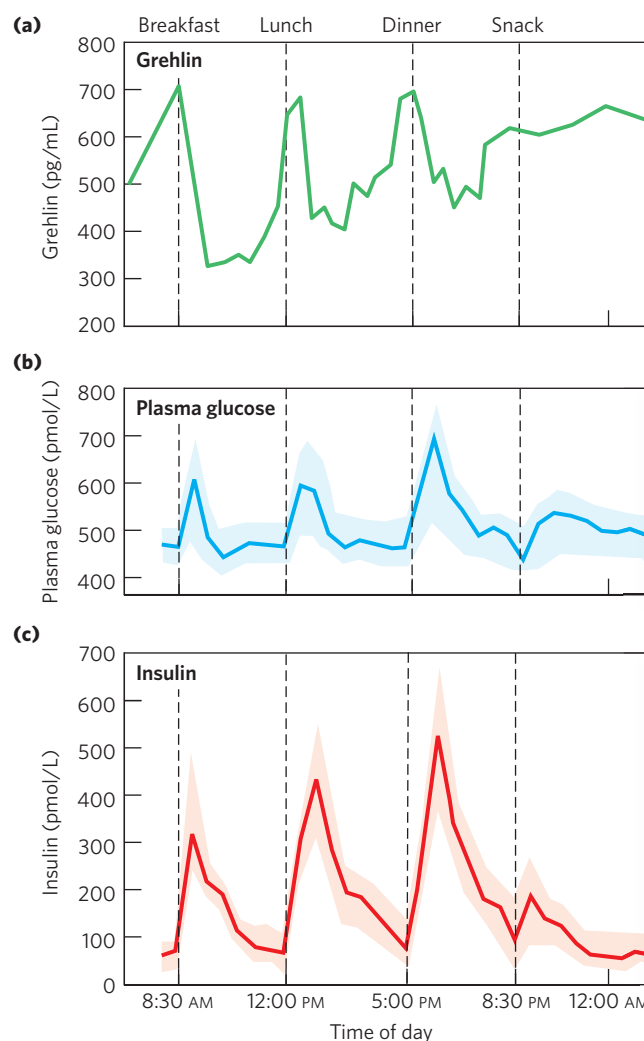 (a)
Breakfast Lunch Dinner Snack
Grehlin
Grehlin (pg/mL)
800
700
600
500
400
300
200
(b)
Plasma glucose
Plasma glucose (pmol/L)
800
700
600
500
400
(c)
Insulin
Insulin (pmol/L)
700
600
500
400
300
200
100
0
8:30 AM 12:00 PM 5:00 PM 8:30 PM 12:00 AM
Time of day